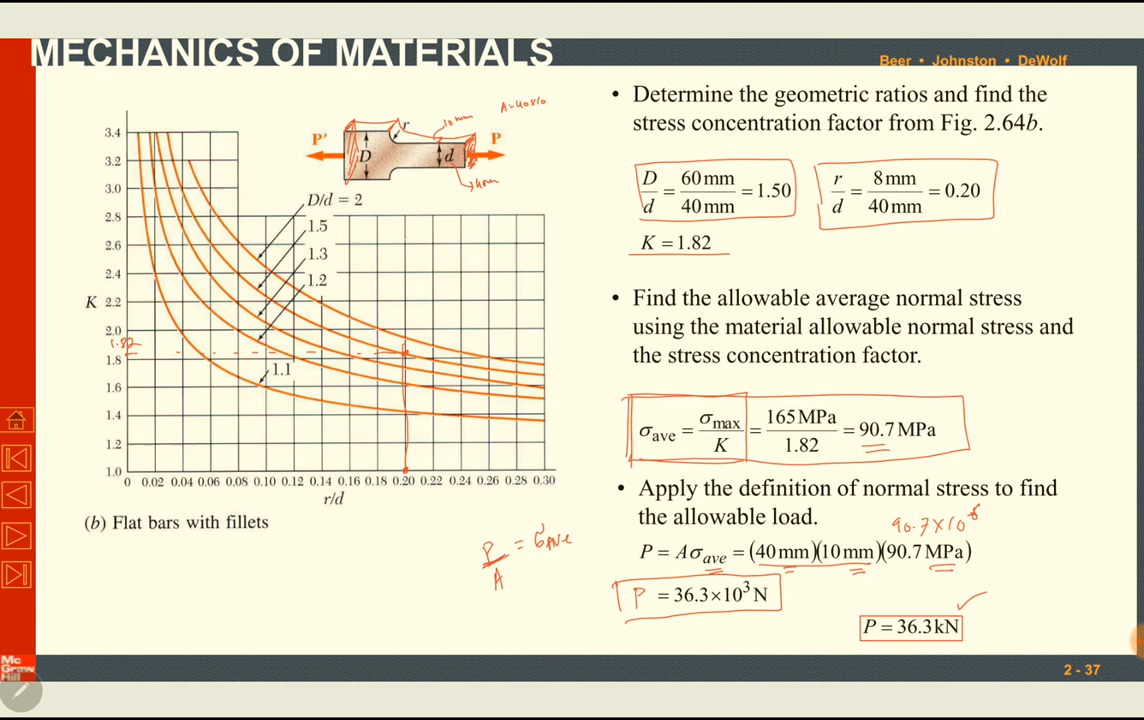 MECHANICS OF MATERIALS
Beer • Johnston • DeWolf
3.4
3.2
3.0
2.8
2.6
2.4
K 2.2
2.0
1.82
1.8
1.6
1.4
1.2
1.0
0 0.02 0.04 0.06 0.08 0.10 0.12 0.14 0.16 0.18 0.20 0.22 0.24 0.26 0.28 0.30
r/d
P′
D
r
d
P
10mm
D/d = 2
1.5
1.3
1.2
1.1
(b) Flat bars with fillets
P/A = σave
• Determine the geometric ratios and find the
stress concentration factor from Fig. 2.64b.
D/d = 60 mm/40 mm = 1.50
r/d = 8 mm/40 mm = 0.20
K = 1.82
• Find the allowable average normal stress
using the material allowable normal stress and
the stress concentration factor.
σave = σmax/K = 165 MPa/1.82 = 90.7 MPa
• Apply the definition of normal stress to find
the allowable load.
90.7×10⁶
P = Aσave = (40 mm)(10 mm)(90.7 MPa)
P = 36.3×10³ N
P = 36.3 kN
Mc
Graw
Hill
2 - 37